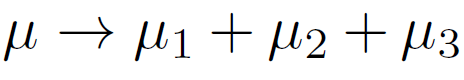 μ → μ₁ + μ₂ + μ₃